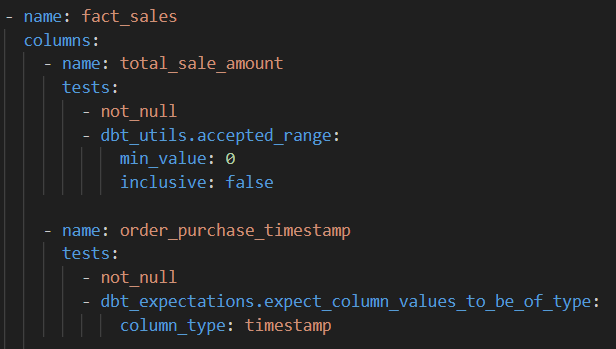 - name: fact_sales
  columns:
    - name: total_sale_amount
      tests:
        - not_null
        - dbt_utils.accepted_range:
            min_value: 0
            inclusive: false

    - name: order_purchase_timestamp
      tests:
        - not_null
        - dbt_expectations.expect_column_values_to_be_of_type:
            column_type: timestamp